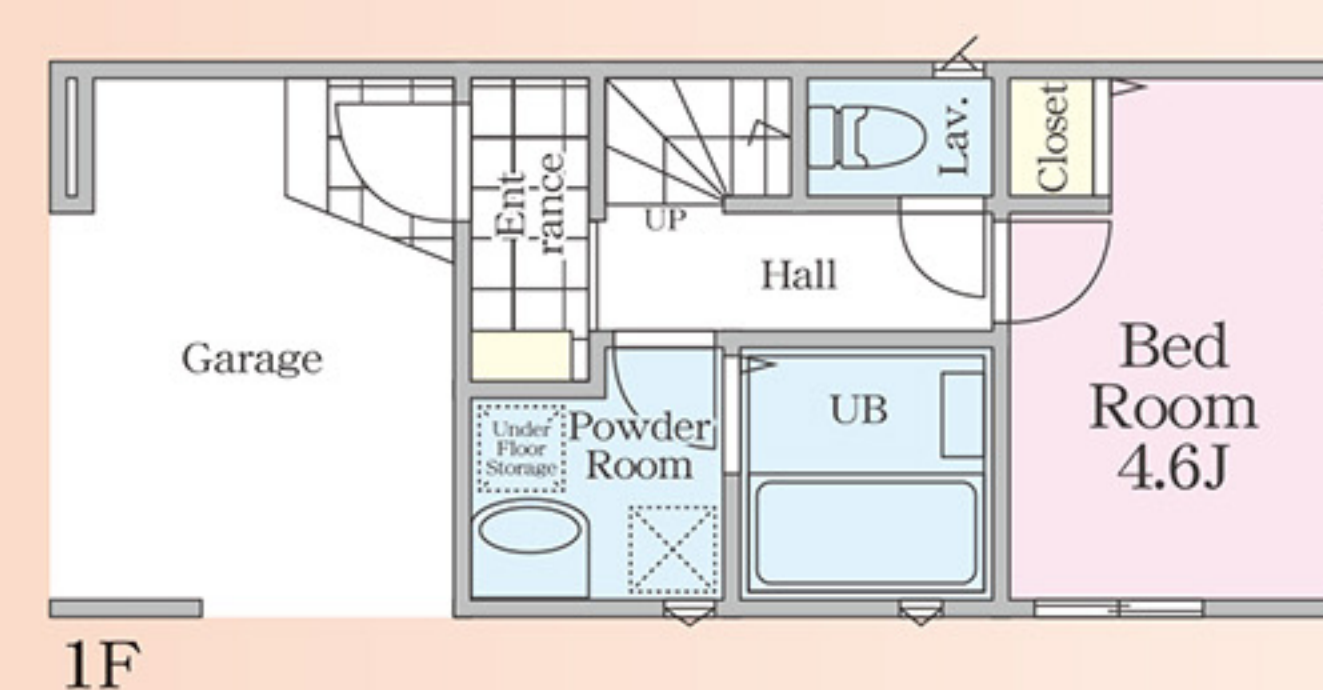 Garage
Ent
rance
UP
Hall
Lav.
Closet
Bed
Room
4.6J
Under
Floor
Storage
Powder
Room
UB
1F